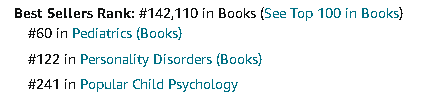 Best Sellers Rank: #142,110 in Books (See Top 100 in Books)
#60 in Pediatrics (Books)
#122 in Personality Disorders (Books)
#241 in Popular Child Psychology